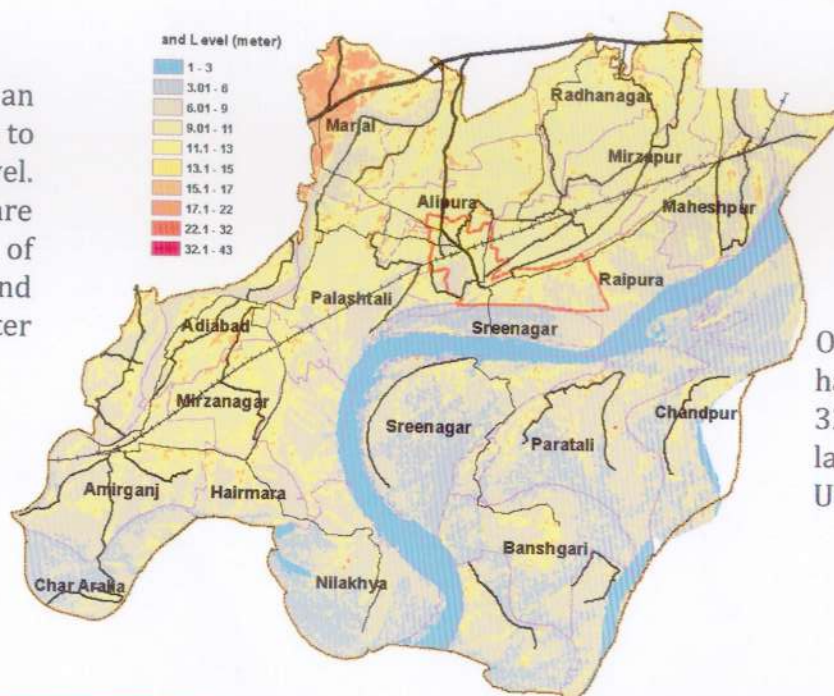 and Level (meter)
1 - 3
3.01 - 6
6.01 - 9
9.01 - 11
11.1 - 13
13.1 - 15
15.1 - 17
17.1 - 22
22.1 - 32
32.1 - 43
an
to
vel.
are
of
nd
ter
Marjal
Radhanagar
Mirzapur
Alipura
Maheshpur
Raipura
Palashtali
Sreenagar
Adiabad
Mirzanagar
Sreenagar
Paratali
Chandpur
Amirganj
Hairmara
Banshgari
Char Aralia
Nilakhya
O
ha
3.
la
U